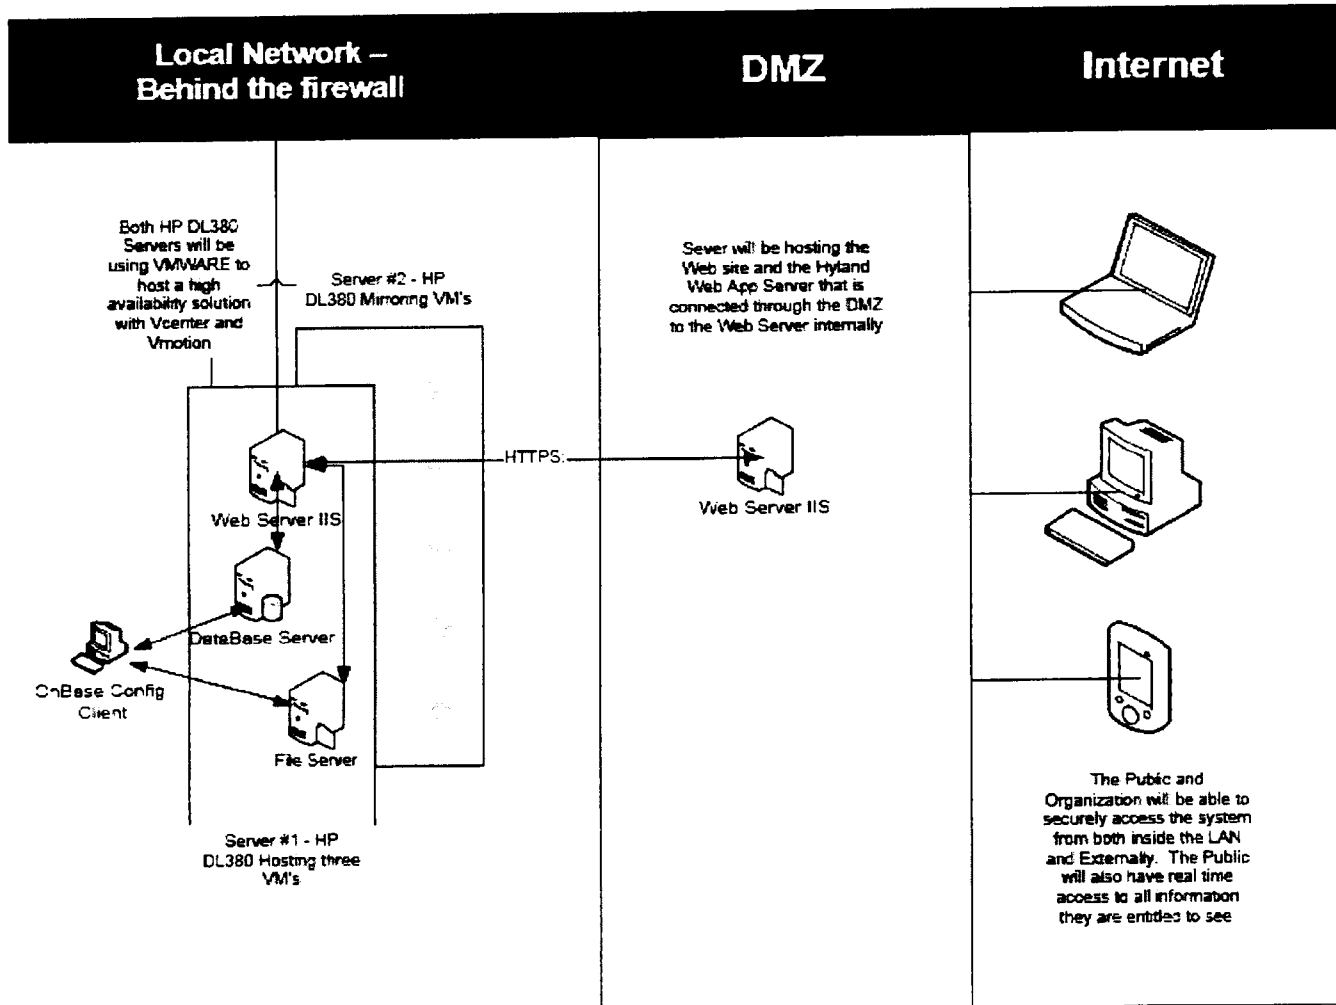 Local Network –
Behind the firewall
DMZ
Internet
Both HP DL380
Servers will be
using VMWARE to
host a high
availability solution
with Vcenter and
Vmotion
Server #2 - HP
DL380 Mirroring VM's
Sever will be hosting the
Web site and the Hyland
Web App Server that is
connected through the DMZ
to the Web Server internally
HTTPS:
Web Server IIS
Web Server IIS
DataBase Server
OnBase Config
Client
File Server
Server #1 - HP
DL380 Hosting three
VM's
The Public and
Organization will be able to
securely access the system
from both inside the LAN
and Externally. The Public
will also have real time
access to all information
they are entitled to see